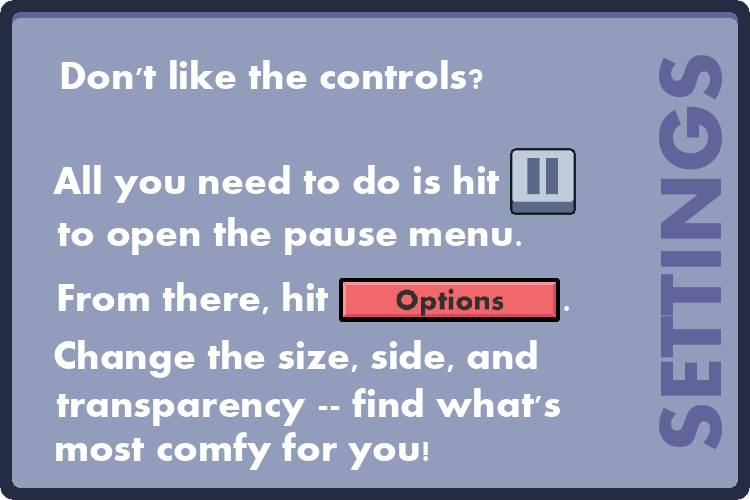 Don't like the controls?
All you need to do is hit
to open the pause menu.
From there, hit Options.
Change the size, side, and
transparency -- find what's
most comfy for you!
SETTINGS